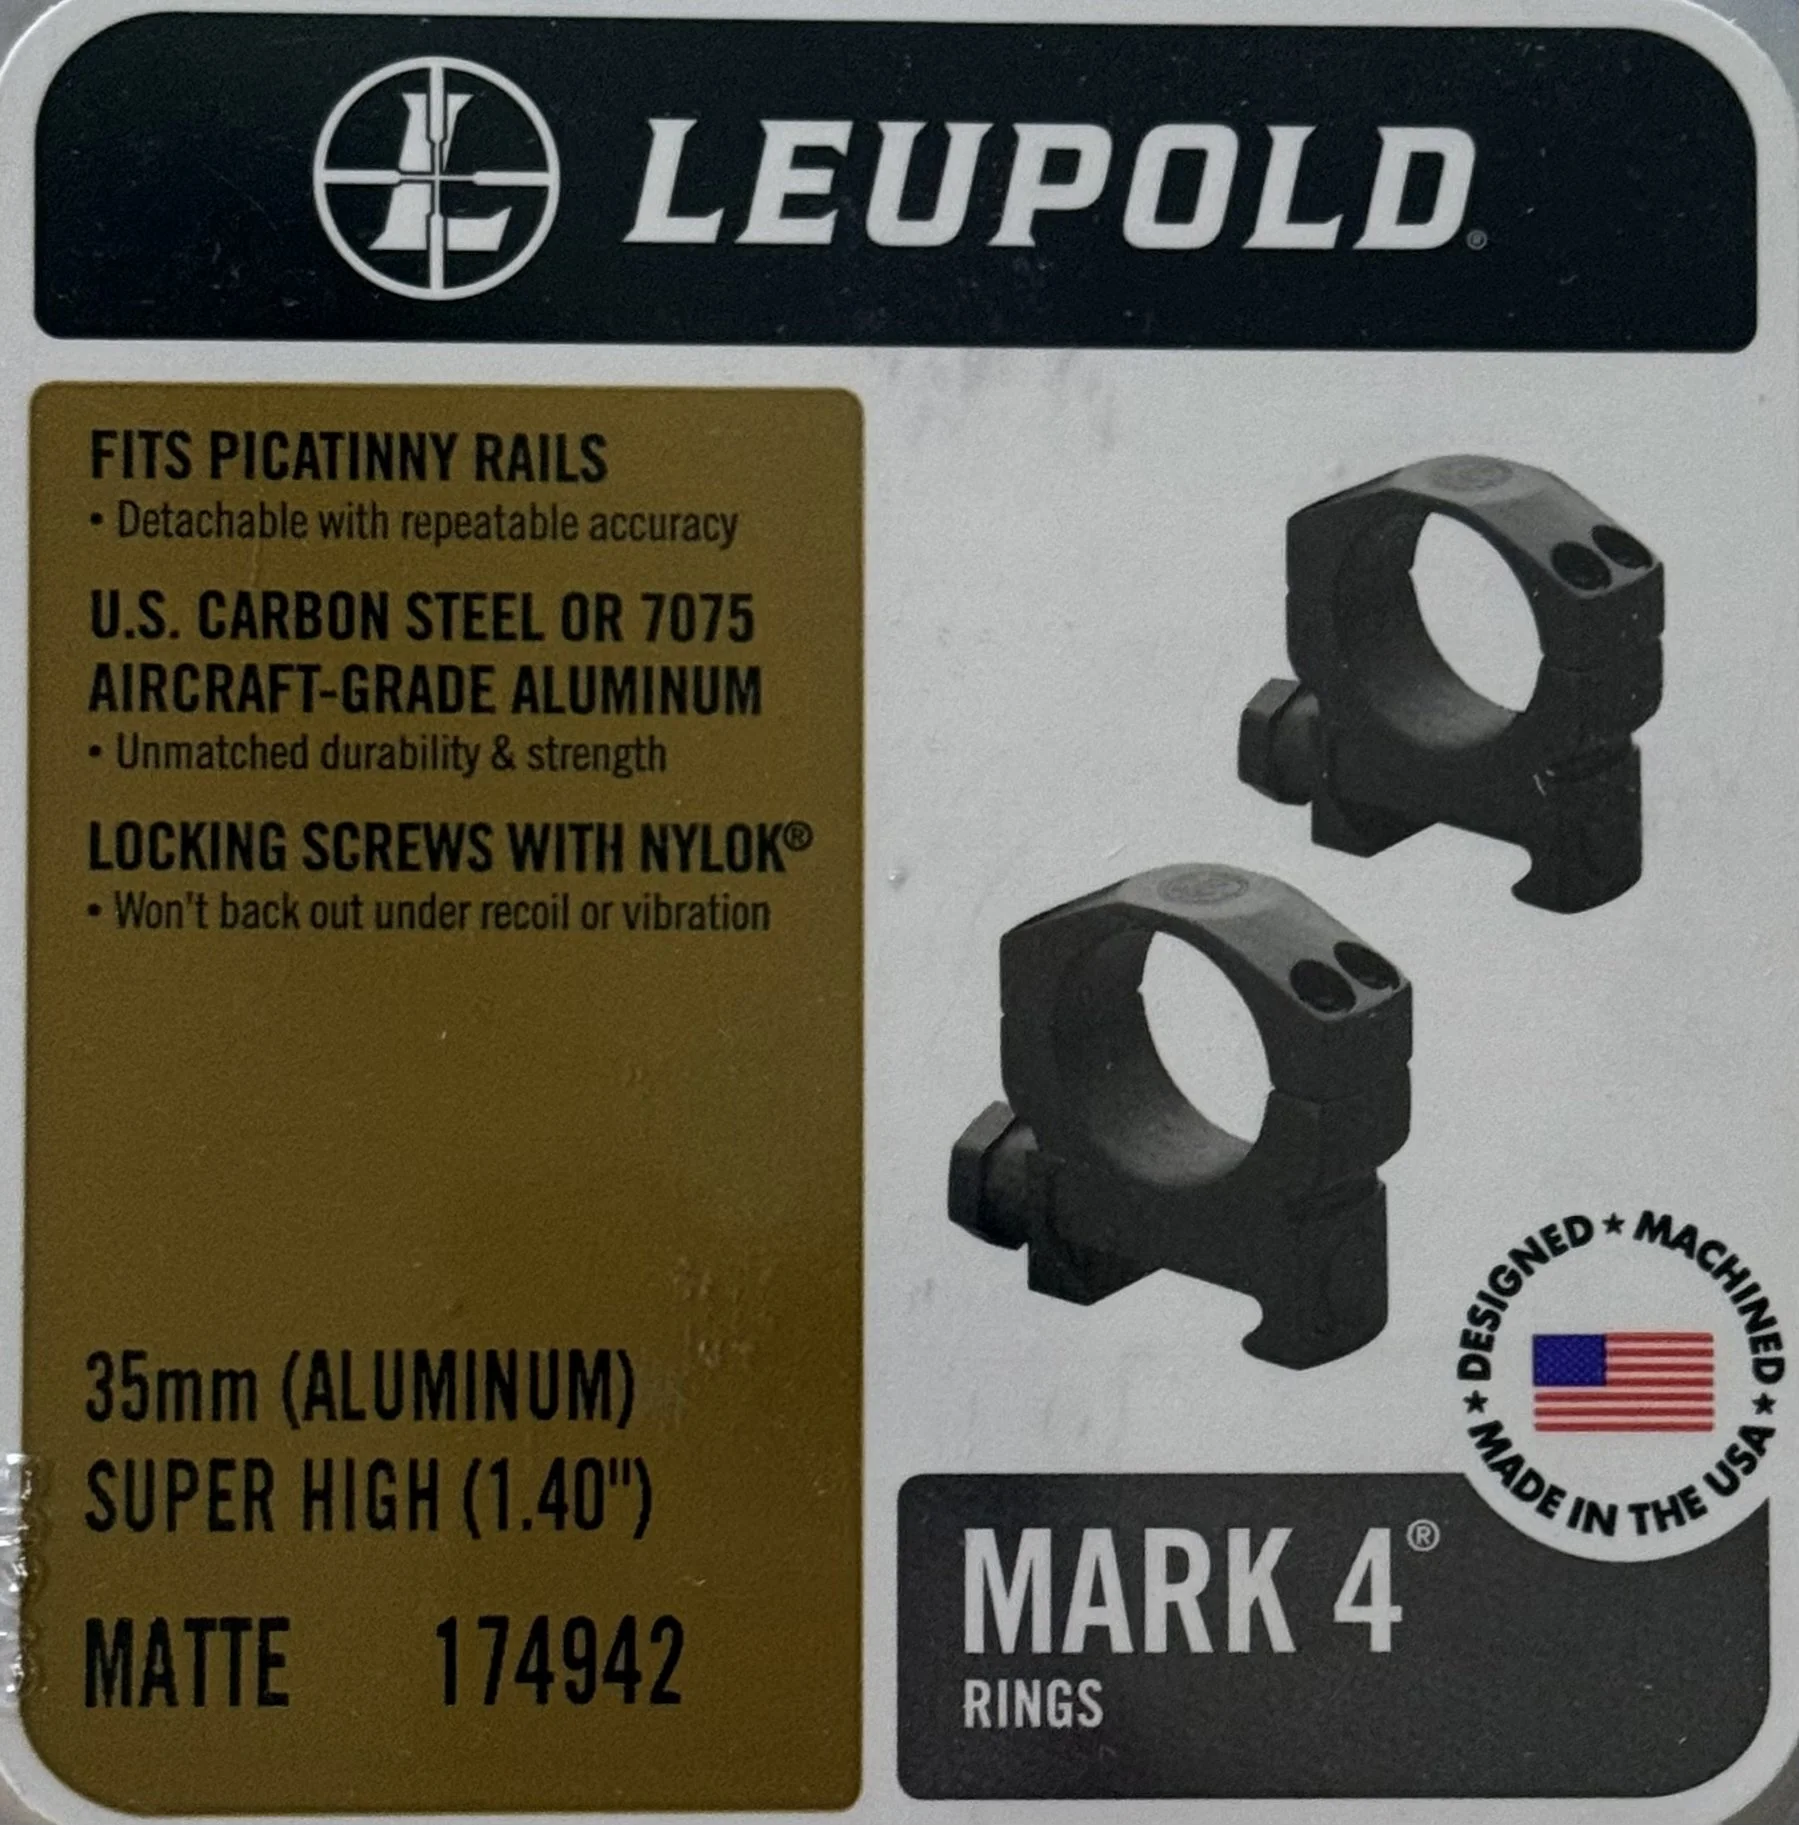 LEUPOLD®
FITS PICATINNY RAILS
• Detachable with repeatable accuracy
U.S. CARBON STEEL OR 7075
AIRCRAFT-GRADE ALUMINUM
• Unmatched durability & strength
LOCKING SCREWS WITH NYLOK®
• Won't back out under recoil or vibration
35mm (ALUMINUM)
SUPER HIGH (1.40")
MATTE 174942
DESIGNED ★ MACHINED ★ MADE IN THE USA ★
MARK 4®
RINGS